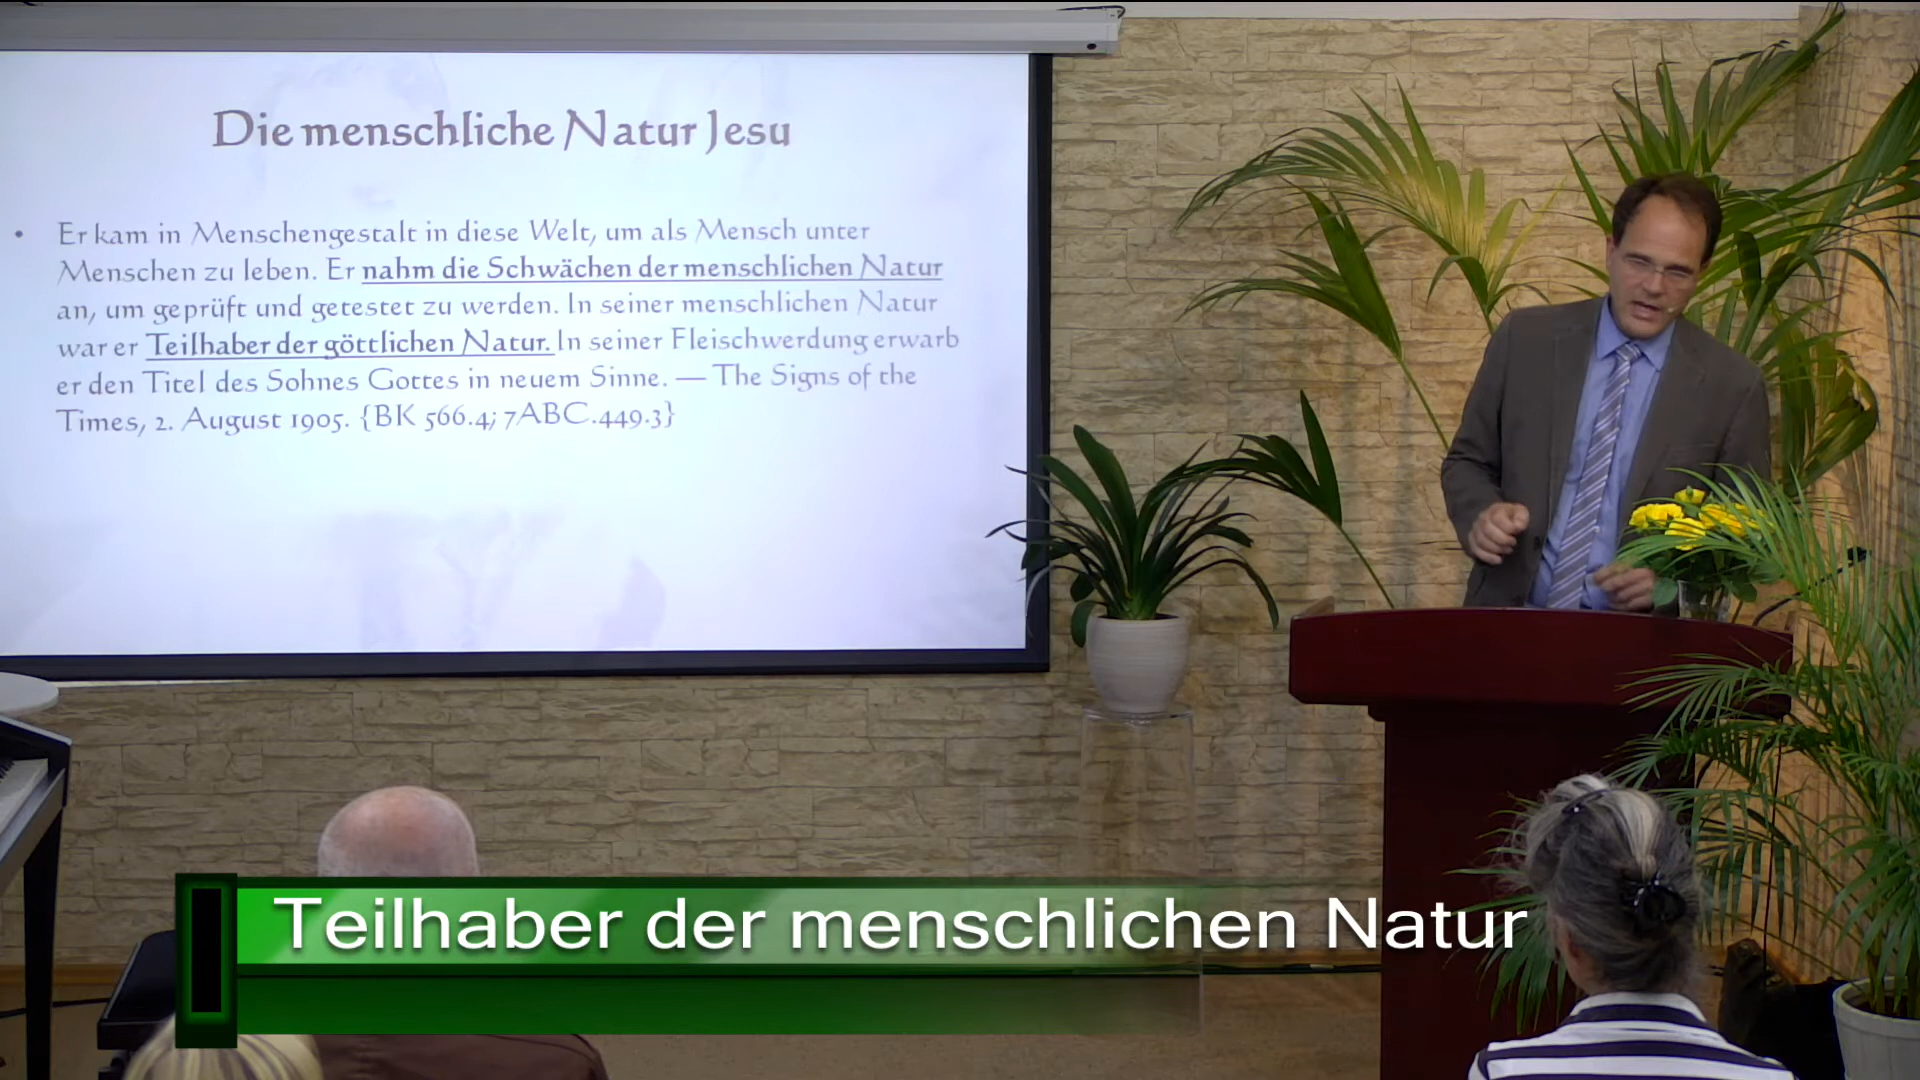 Die menschliche Natur Jesu
• Er kam in Menschengestalt in diese Welt, um als Mensch unter
Menschen zu leben. Er nahm die Schwächen der menschlichen Natur
an, um geprüft und getestet zu werden. In seiner menschlichen Natur
war er Teilhaber der göttlichen Natur. In seiner Fleischwerdung erwarb
er den Titel des Sohnes Gottes in neuem Sinne. — The Signs of the
Times, 2. August 1905. {BK 566.4; 7ABC.449.3}
Teilhaber der menschlichen Natur